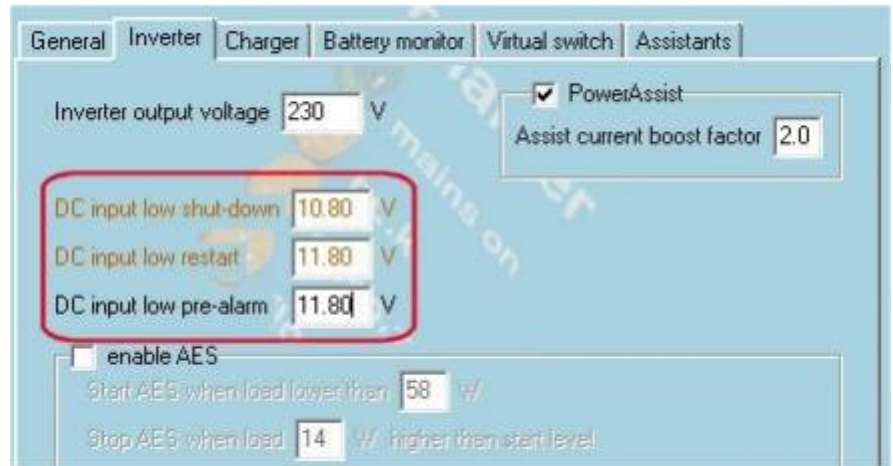 General Inverter Charger Battery monitor Virtual switch Assistants
Inverter output voltage 230 V
PowerAssist
Assist current boost factor 2.0
DC input low shut-down 10.80 V
DC input low restart 11.80 V
DC input low pre-alarm 11.80 V
enable AES
Start AES when load lower than 58 W
Stop AES when load 14 W higher than start level
mains on